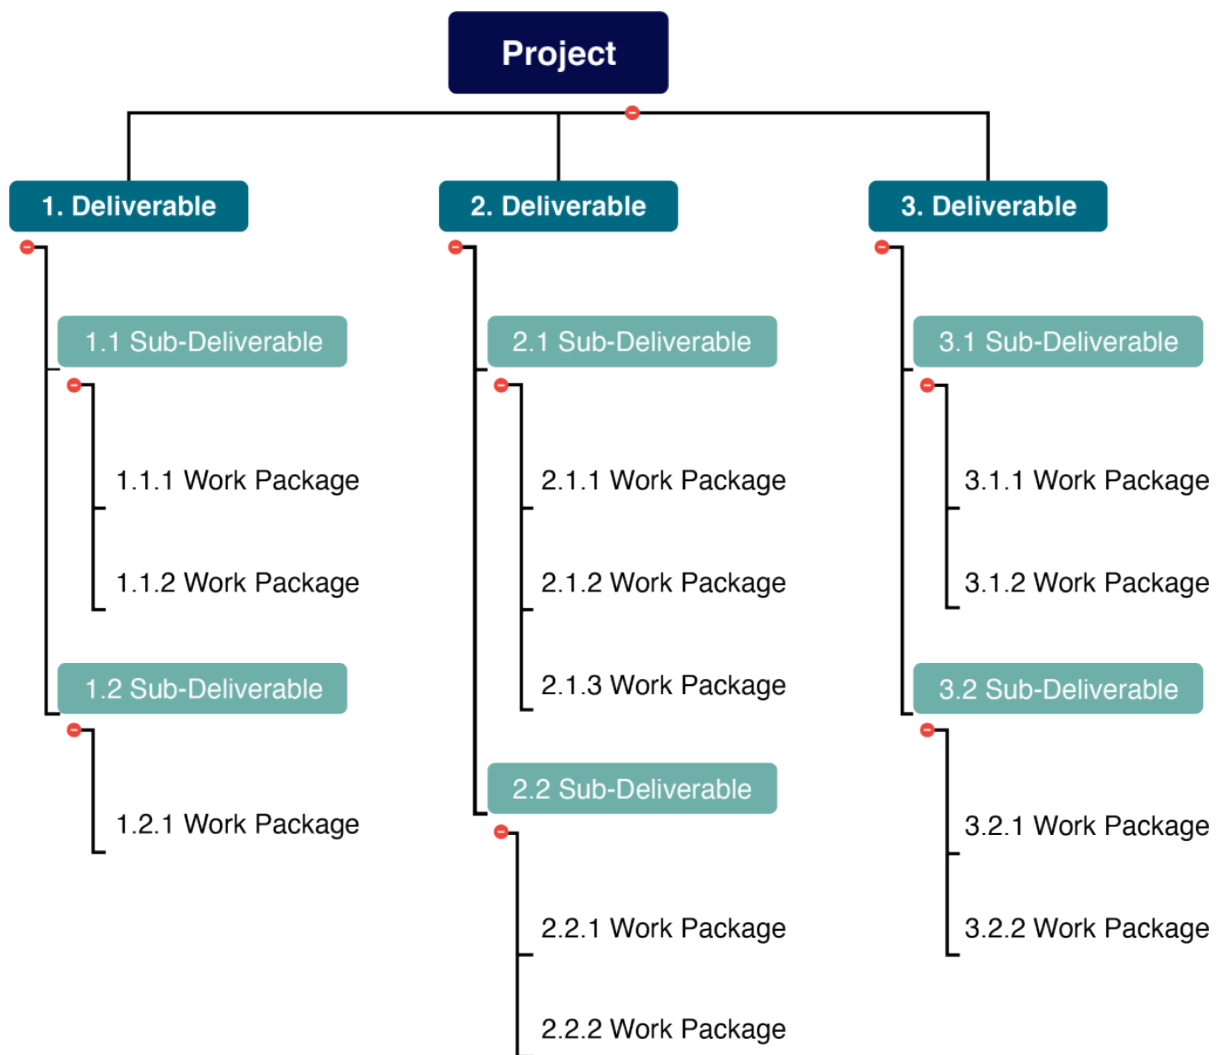 Project
1. Deliverable
1.1 Sub-Deliverable
1.1.1 Work Package
1.1.2 Work Package
1.2 Sub-Deliverable
1.2.1 Work Package
2. Deliverable
2.1 Sub-Deliverable
2.1.1 Work Package
2.1.2 Work Package
2.1.3 Work Package
2.2 Sub-Deliverable
2.2.1 Work Package
2.2.2 Work Package
3. Deliverable
3.1 Sub-Deliverable
3.1.1 Work Package
3.1.2 Work Package
3.2 Sub-Deliverable
3.2.1 Work Package
3.2.2 Work Package